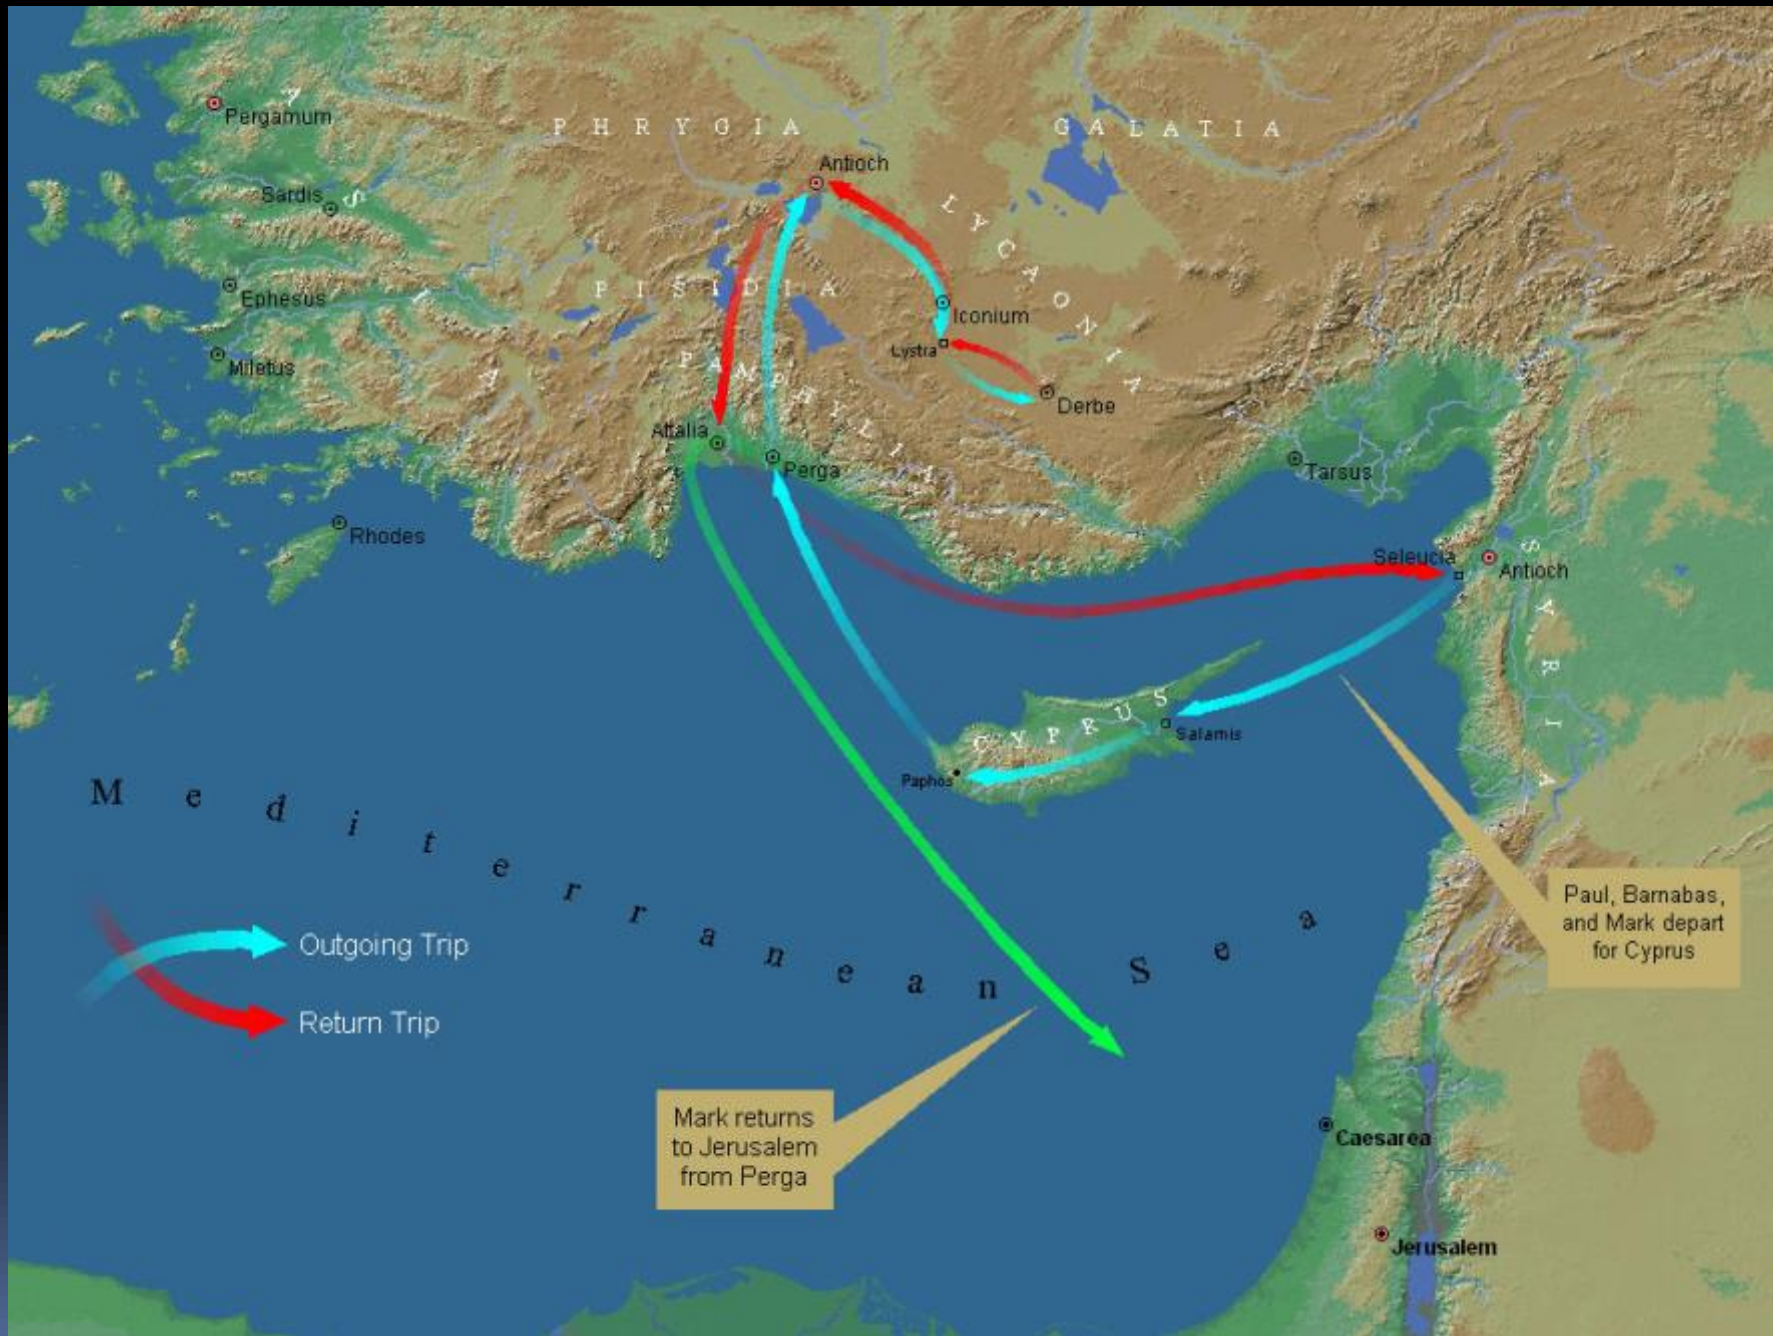 Pergamum
PHRYGIA
GALATIA
Antioch
Sardis
ASIA
LYCAONIA
Ephesus
PISIDIA
Iconium
Lystra
Miletus
PAMPHYLIA
Derbe
Attalia
Perga
Tarsus
Rhodes
Seleucia
Antioch
SYRIA
CYPRUS
Salamis
Paphos
Mediterranean Sea
Paul, Barnabas,
and Mark depart
for Cyprus
Outgoing Trip
Return Trip
Mark returns
to Jerusalem
from Perga
Caesarea
Jerusalem